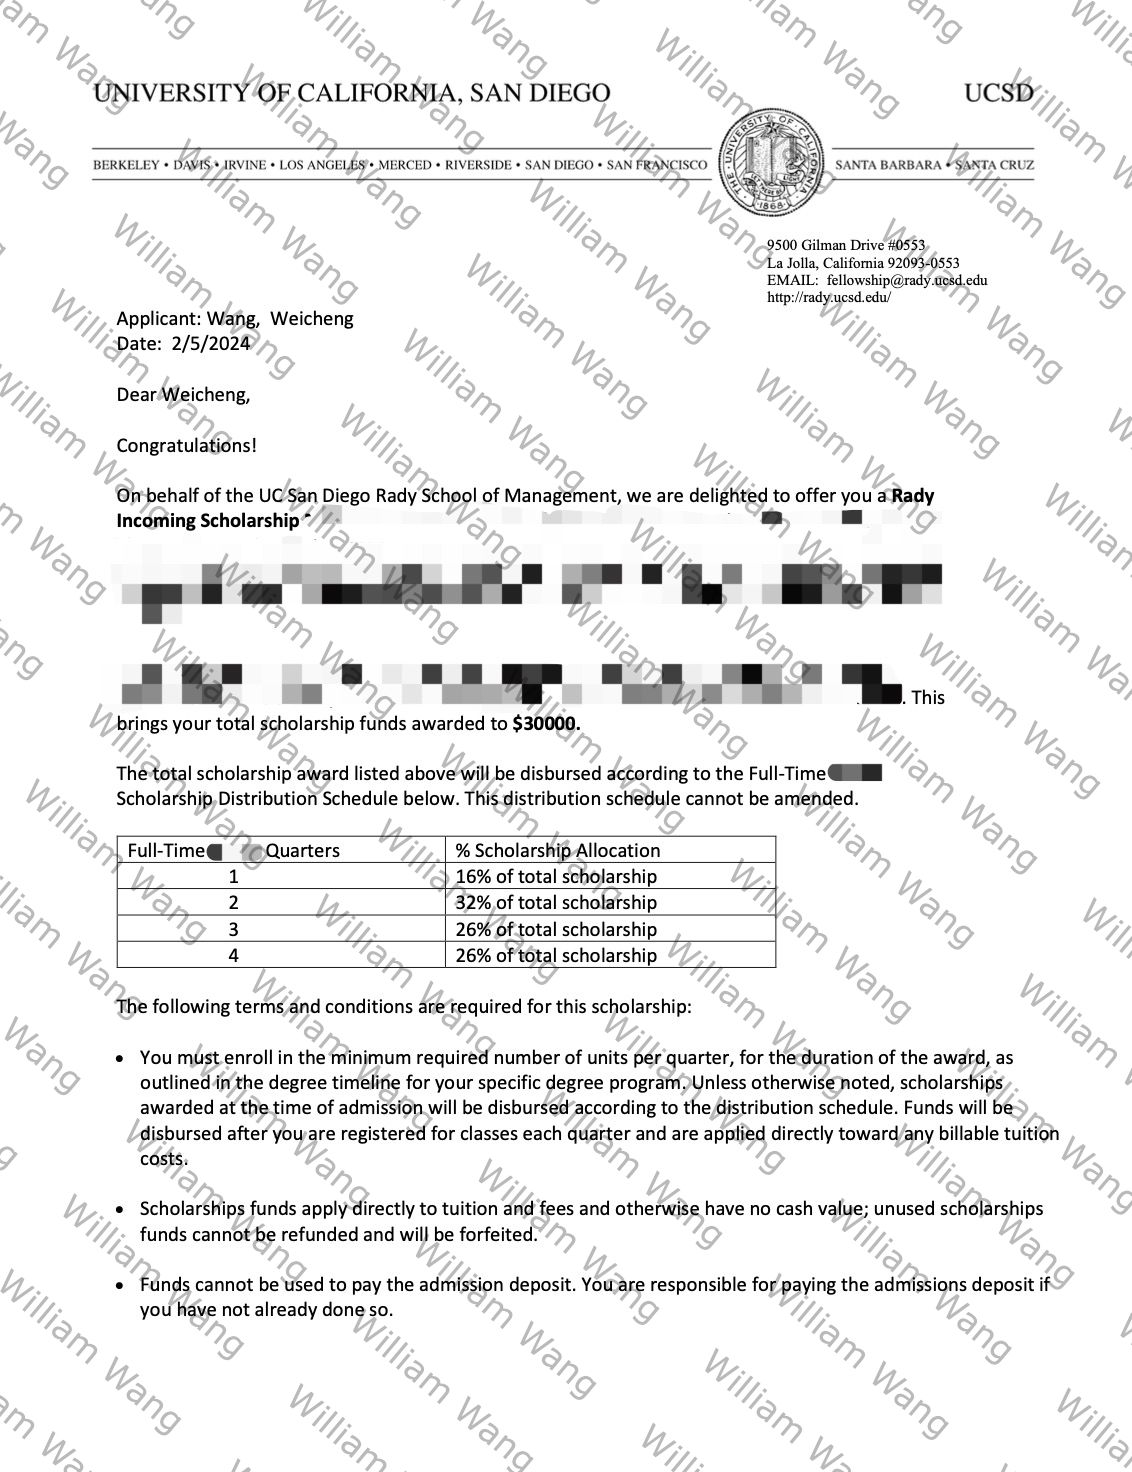 UNIVERSITY OF CALIFORNIA, SAN DIEGO UCSD
BERKELEY • DAVIS • IRVINE • LOS ANGELES • MERCED • RIVERSIDE • SAN DIEGO • SAN FRANCISCO
THE UNIVERSITY OF CALIFORNIA
1868
SANTA BARBARA • SANTA CRUZ
9500 Gilman Drive #0553
La Jolla, California 92093-0553
EMAIL: fellowship@rady.ucsd.edu
http://rady.ucsd.edu/
Applicant: Wang, Weicheng
Date: 2/5/2024
Dear Weicheng,
Congratulations!
On behalf of the UC San Diego Rady School of Management, we are delighted to offer you a Rady
Incoming Scholarship
. This
brings your total scholarship funds awarded to $30000.
The total scholarship award listed above will be disbursed according to the Full-Time
Scholarship Distribution Schedule below. This distribution schedule cannot be amended.
Full-Time Quarters % Scholarship Allocation
1 16% of total scholarship
2 32% of total scholarship
3 26% of total scholarship
4 26% of total scholarship
The following terms and conditions are required for this scholarship:
• You must enroll in the minimum required number of units per quarter, for the duration of the award, as
outlined in the degree timeline for your specific degree program. Unless otherwise noted, scholarships
awarded at the time of admission will be disbursed according to the distribution schedule. Funds will be
disbursed after you are registered for classes each quarter and are applied directly toward any billable tuition
costs.
• Scholarships funds apply directly to tuition and fees and otherwise have no cash value; unused scholarships
funds cannot be refunded and will be forfeited.
• Funds cannot be used to pay the admission deposit. You are responsible for paying the admissions deposit if
you have not already done so.
William Wang